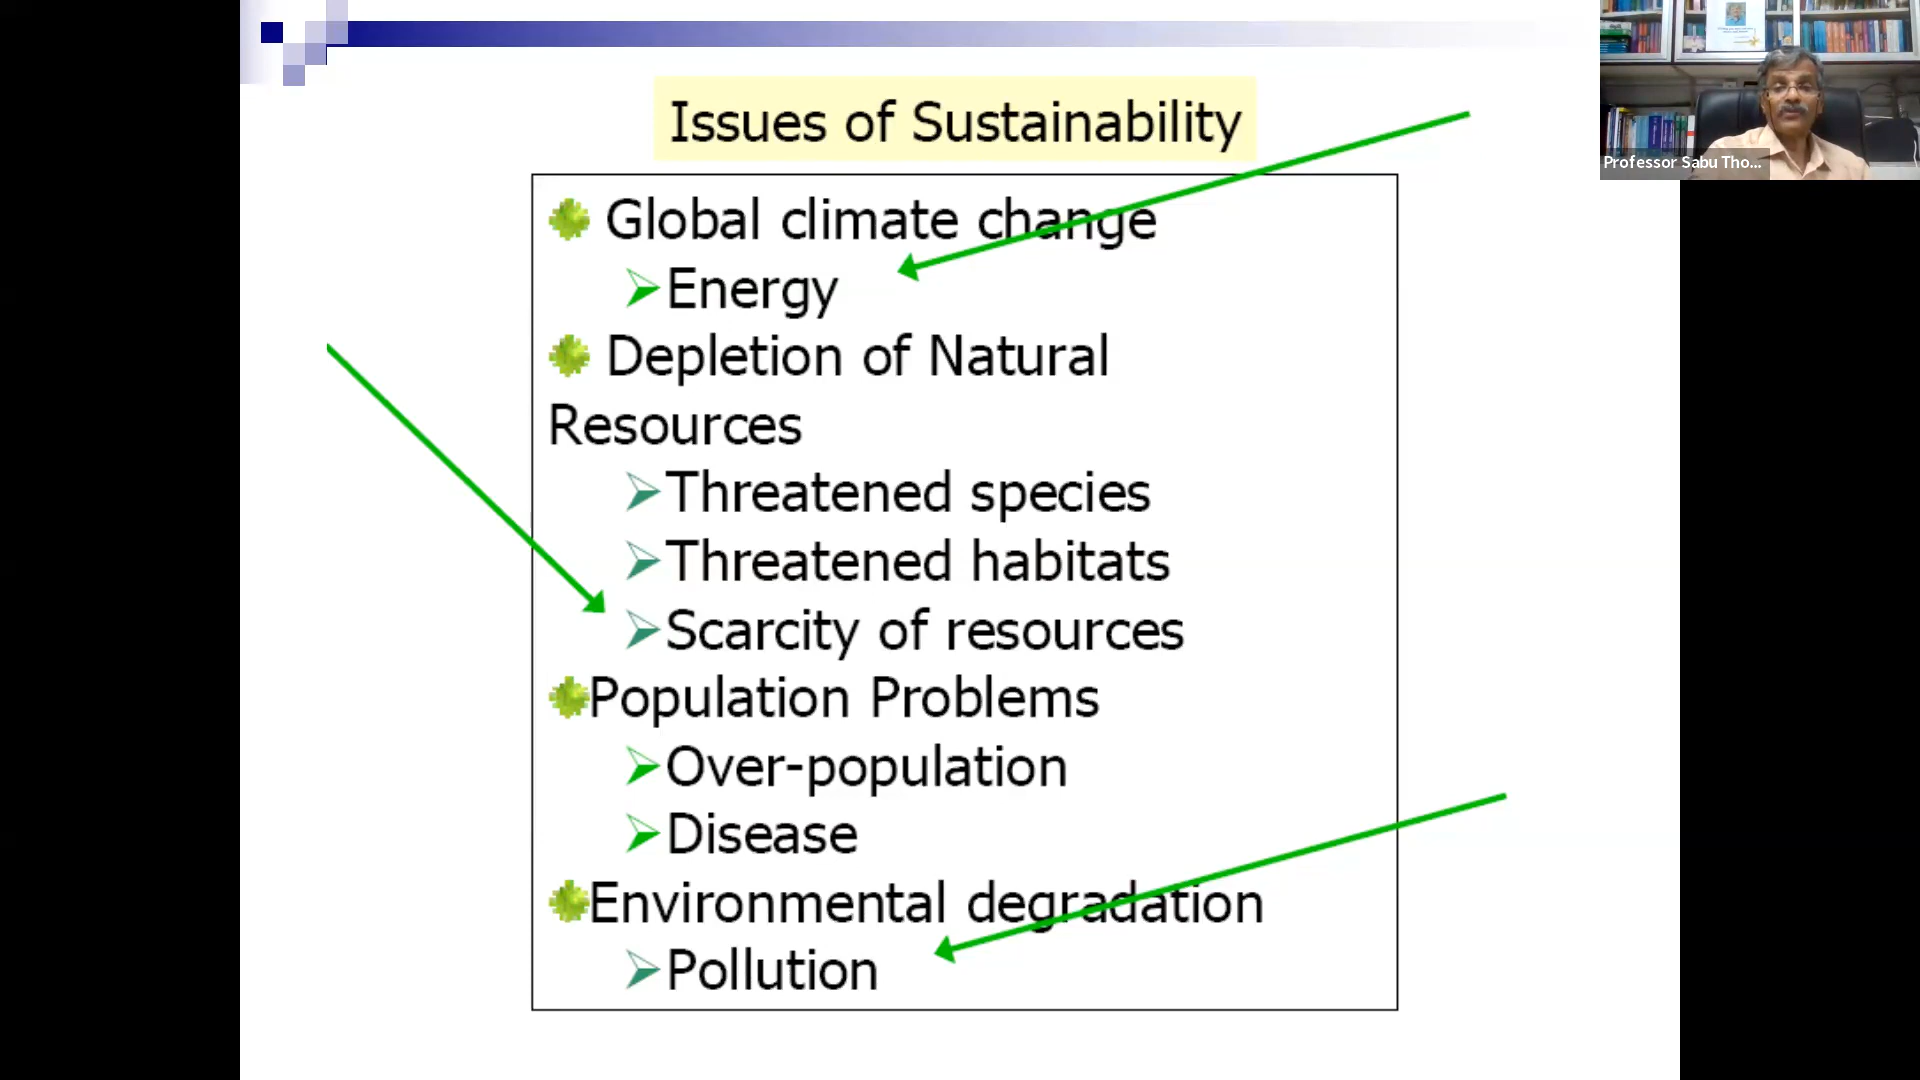 Issues of Sustainability
Global climate change
Energy
Depletion of Natural
Resources
Threatened species
Threatened habitats
Scarcity of resources
Population Problems
Over-population
Disease
Environmental degradation
Pollution
Professor Sabu Tho...